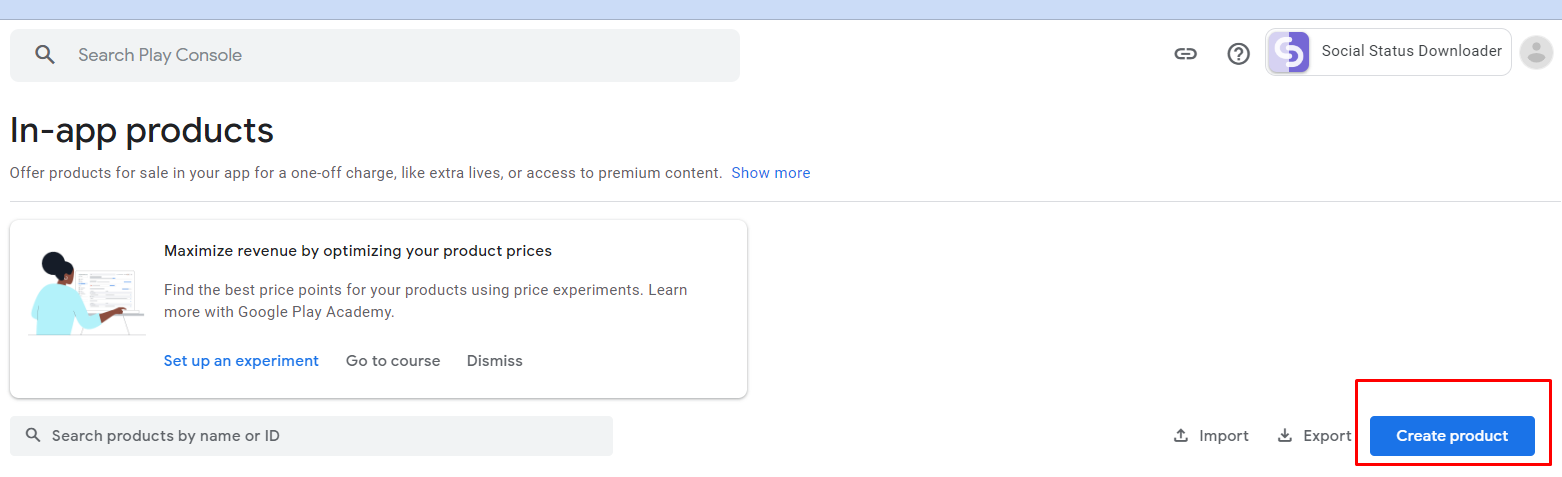 Search Play Console
Social Status Downloader
In-app products
Offer products for sale in your app for a one-off charge, like extra lives, or access to premium content. Show more
Maximize revenue by optimizing your product prices
Find the best price points for your products using price experiments. Learn
more with Google Play Academy.
Set up an experiment Go to course Dismiss
Search products by name or ID
Import Export Create product